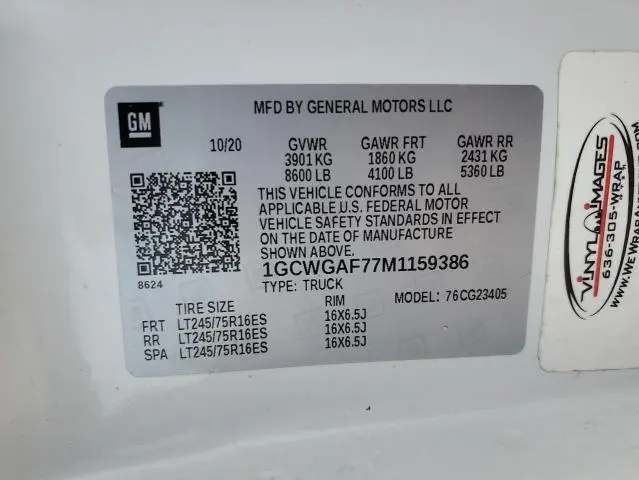 GM
MFD BY GENERAL MOTORS LLC
10/20 GVWR GAWR FRT GAWR RR
3901 KG 1860 KG 2431 KG
8600 LB 4100 LB 5360 LB
THIS VEHICLE CONFORMS TO ALL
APPLICABLE U.S. FEDERAL MOTOR
VEHICLE SAFETY STANDARDS IN EFFECT
ON THE DATE OF MANUFACTURE
SHOWN ABOVE.
1GCWGAF77M1159386
8624
TYPE: TRUCK
TIRE SIZE RIM MODEL: 76CG23405
FRT LT245/75R16ES 16X6.5J
RR LT245/75R16ES 16X6.5J
SPA LT245/75R16ES 16X6.5J
VINYL IMAGES
636-305-WRAP